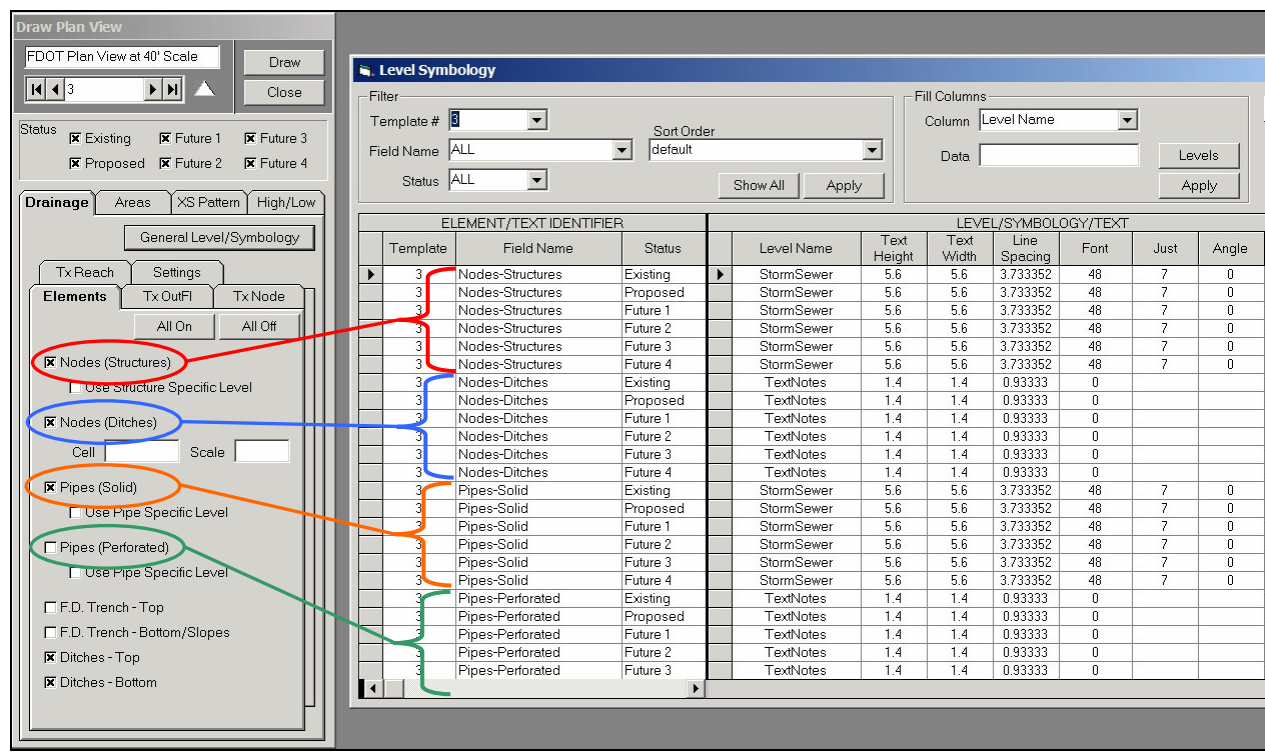 Draw Plan View
FDOT Plan View at 40' Scale
Draw
3
Close
Status
Existing Future 1 Future 3
Proposed Future 2 Future 4
Drainage Areas XS Pattern High/Low
General Level/Symbology
Tx Reach Settings
Elements Tx OutFl Tx Node
All On All Off
Nodes (Structures)
Use Structure Specific Level
Nodes (Ditches)
Cell Scale
Pipes (Solid)
Use Pipe Specific Level
Pipes (Perforated)
Use Pipe Specific Level
F.D. Trench - Top
F.D. Trench - Bottom/Slopes
Ditches - Top
Ditches - Bottom
Level Symbology
Filter
Template # 3
Sort Order
Field Name ALL default
Status ALL
Show All Apply
Fill Columns
Column Level Name
Data Levels
Apply
ELEMENT/TEXT IDENTIFIER LEVEL/SYMBOLOGY/TEXT
Template Field Name Status Level Name Text Height Text Width Line Spacing Font Just Angle
3 Nodes-Structures Existing StormSewer 5.6 5.6 3.733352 48 7 0
3 Nodes-Structures Proposed StormSewer 5.6 5.6 3.733352 48 7 0
3 Nodes-Structures Future 1 StormSewer 5.6 5.6 3.733352 48 7 0
3 Nodes-Structures Future 2 StormSewer 5.6 5.6 3.733352 48 7 0
3 Nodes-Structures Future 3 StormSewer 5.6 5.6 3.733352 48 7 0
3 Nodes-Structures Future 4 StormSewer 5.6 5.6 3.733352 48 7 0
3 Nodes-Ditches Existing TextNotes 1.4 1.4 0.93333 0
3 Nodes-Ditches Proposed TextNotes 1.4 1.4 0.93333 0
3 Nodes-Ditches Future 1 TextNotes 1.4 1.4 0.93333 0
3 Nodes-Ditches Future 2 TextNotes 1.4 1.4 0.93333 0
3 Nodes-Ditches Future 3 TextNotes 1.4 1.4 0.93333 0
3 Nodes-Ditches Future 4 TextNotes 1.4 1.4 0.93333 0
3 Pipes-Solid Existing StormSewer 5.6 5.6 3.733352 48 7 0
3 Pipes-Solid Proposed StormSewer 5.6 5.6 3.733352 48 7 0
3 Pipes-Solid Future 1 StormSewer 5.6 5.6 3.733352 48 7 0
3 Pipes-Solid Future 2 StormSewer 5.6 5.6 3.733352 48 7 0
3 Pipes-Solid Future 3 StormSewer 5.6 5.6 3.733352 48 7 0
3 Pipes-Solid Future 4 StormSewer 5.6 5.6 3.733352 48 7 0
3 Pipes-Perforated Existing TextNotes 1.4 1.4 0.93333 0
3 Pipes-Perforated Proposed TextNotes 1.4 1.4 0.93333 0
3 Pipes-Perforated Future 1 TextNotes 1.4 1.4 0.93333 0
3 Pipes-Perforated Future 2 TextNotes 1.4 1.4 0.93333 0
3 Pipes-Perforated Future 3 TextNotes 1.4 1.4 0.93333 0